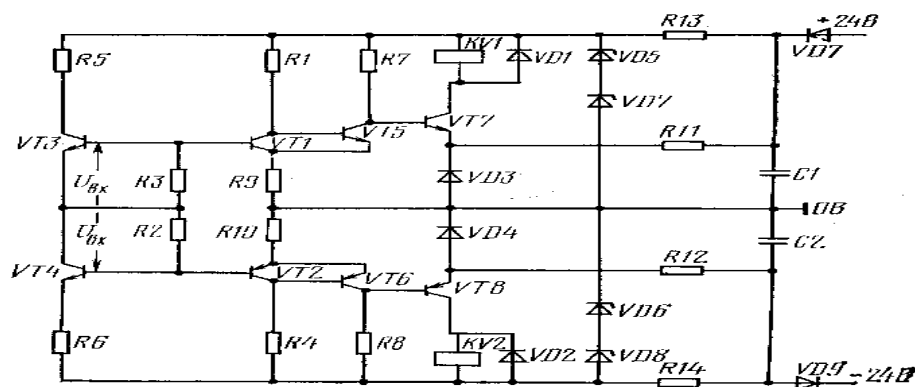 R13
+24В
R5
R1
R7
KV1
VD1
VD5
VD7
VD7
VT3
VT1
VT5
VT7
R11
Uвх
R3
R9
VD3
C1
0В
Uвх
R2
R10
VD4
C2
VT4
VT2
VT6
VT8
R12
VD6
R6
R4
R8
KV2
VD2
VD8
R14
VD9
-24В